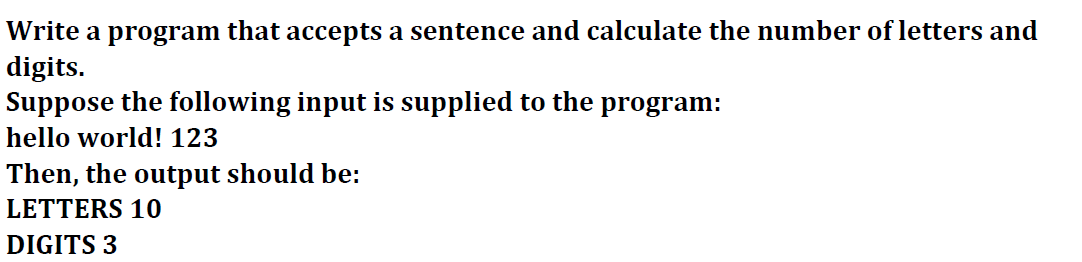 Write a program that accepts a sentence and calculate the number of letters and
digits.
Suppose the following input is supplied to the program:
hello world! 123
Then, the output should be:
LETTERS 10
DIGITS 3